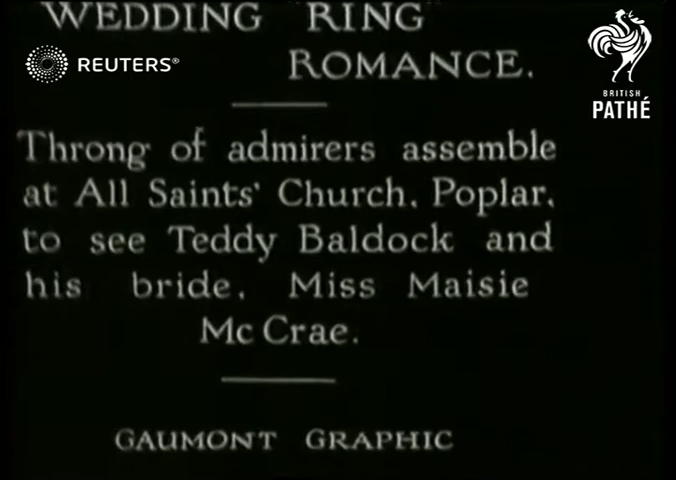 WEDDING RING
ROMANCE.
REUTERS®
BRITISH
PATHÉ
Throng of admirers assemble
at All Saints' Church, Poplar,
to see Teddy Baldock and
his bride, Miss Maisie
Mc Crae.
GAUMONT GRAPHIC